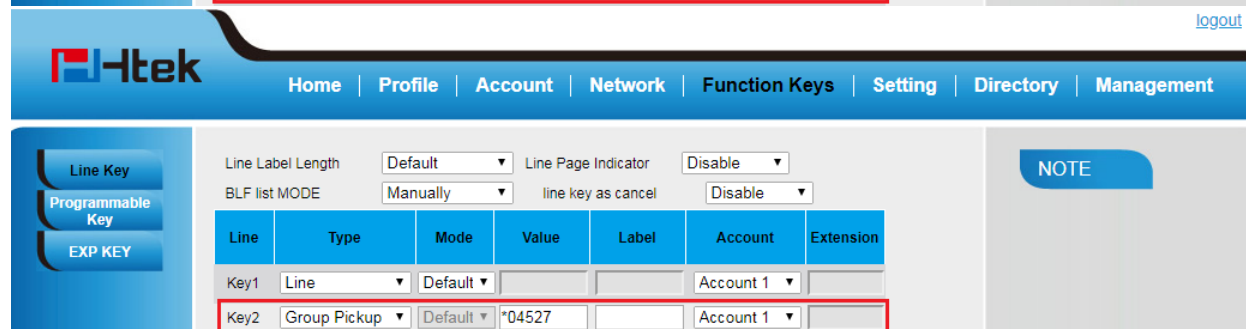 logout
Htek
Home Profile Account Network Function Keys Setting Directory Management
Line Key
Programmable Key
EXP KEY
Line Label Length Default Line Page Indicator Disable
BLF list MODE Manually line key as cancel Disable
Line Type Mode Value Label Account Extension
Key1 Line Default Account 1
Key2 Group Pickup Default *04527 Account 1
NOTE